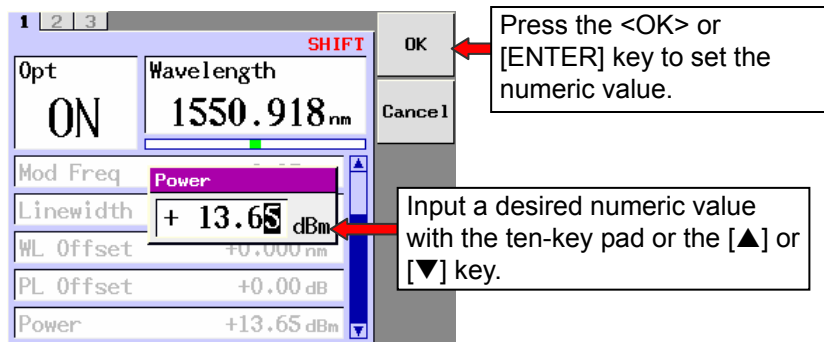 1 2 3
SHIFT
Opt
ON
Wavelength
1550.918 nm
OK
Cancel
Press the <OK> or
[ENTER] key to set the
numeric value.
Mod Freq
Linewidth
WL Offset +0.000 nm
PL Offset +0.00 dB
Power +13.65 dBm
Power
+ 13.65 dBm
Input a desired numeric value
with the ten-key pad or the [▲] or
[▼] key.